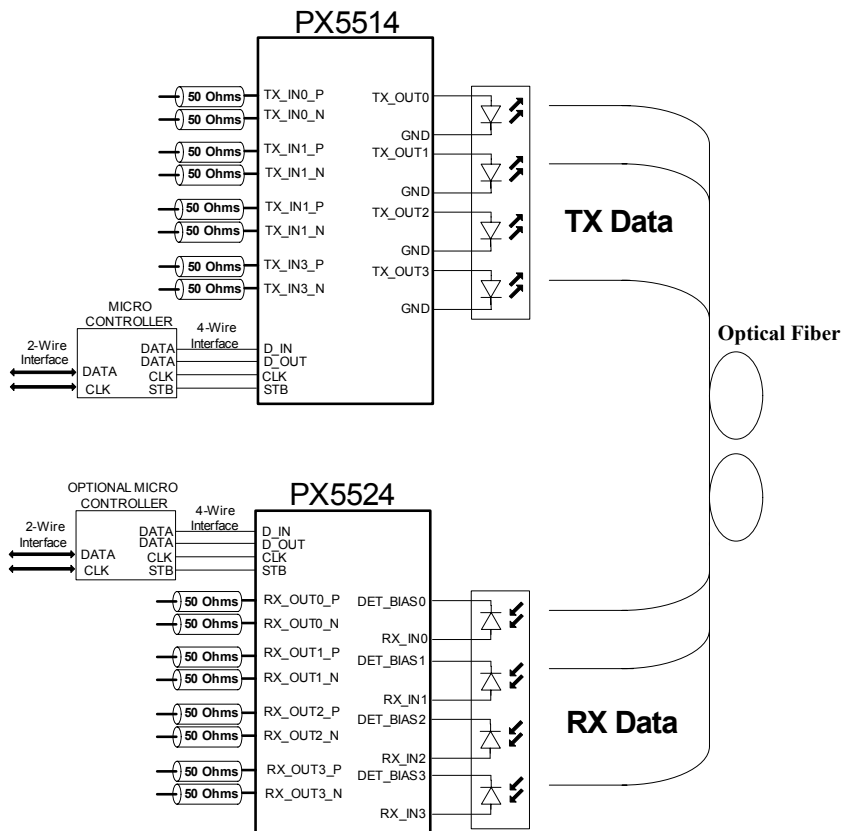 PX5514
50 Ohms TX_IN0_P
50 Ohms TX_IN0_N
50 Ohms TX_IN1_P
50 Ohms TX_IN1_N
50 Ohms TX_IN1_P
50 Ohms TX_IN1_N
50 Ohms TX_IN3_P
50 Ohms TX_IN3_N
TX_OUT0
GND
TX_OUT1
GND
TX_OUT2
GND
TX_OUT3
GND
TX Data
MICRO
CONTROLLER
2-Wire
Interface
DATA
CLK
DATA
DATA
CLK
STB
4-Wire
Interface
D_IN
D_OUT
CLK
STB
Optical Fiber
PX5524
OPTIONAL MICRO
CONTROLLER
2-Wire
Interface
DATA
CLK
DATA
DATA
CLK
STB
4-Wire
Interface
D_IN
D_OUT
CLK
STB
50 Ohms RX_OUT0_P
50 Ohms RX_OUT0_N
50 Ohms RX_OUT1_P
50 Ohms RX_OUT1_N
50 Ohms RX_OUT2_P
50 Ohms RX_OUT2_N
50 Ohms RX_OUT3_P
50 Ohms RX_OUT3_N
DET_BIAS0
RX_IN0
DET_BIAS1
RX_IN1
DET_BIAS2
RX_IN2
DET_BIAS3
RX_IN3
RX Data